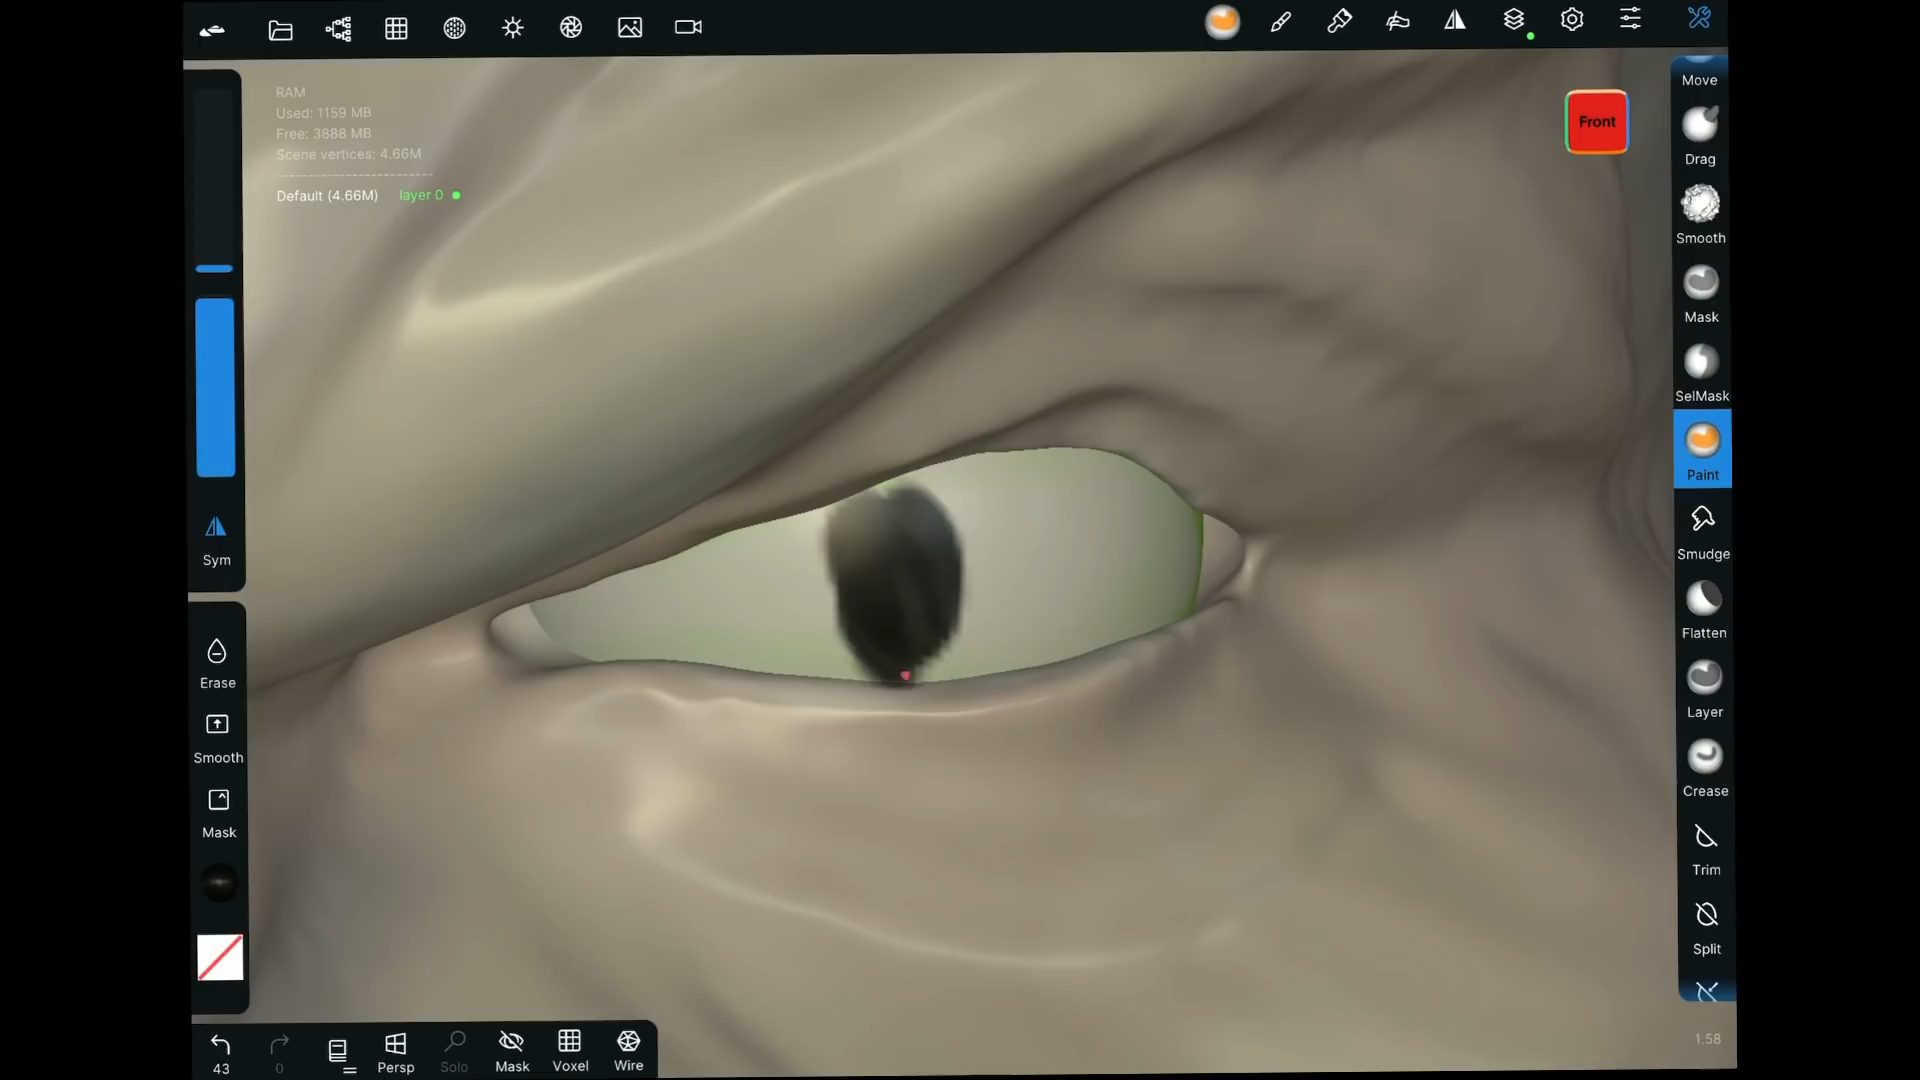 RAM
Used: 1159 MB
Free: 3888 MB
Scene vertices: 4.66M
Default (4.66M) layer 0
Front
Sym
Erase
Smooth
Mask
43
0
Persp
Solo
Mask
Voxel
Wire
Move
Drag
Smooth
Mask
SelMask
Paint
Smudge
Flatten
Layer
Crease
Trim
Split
1.58